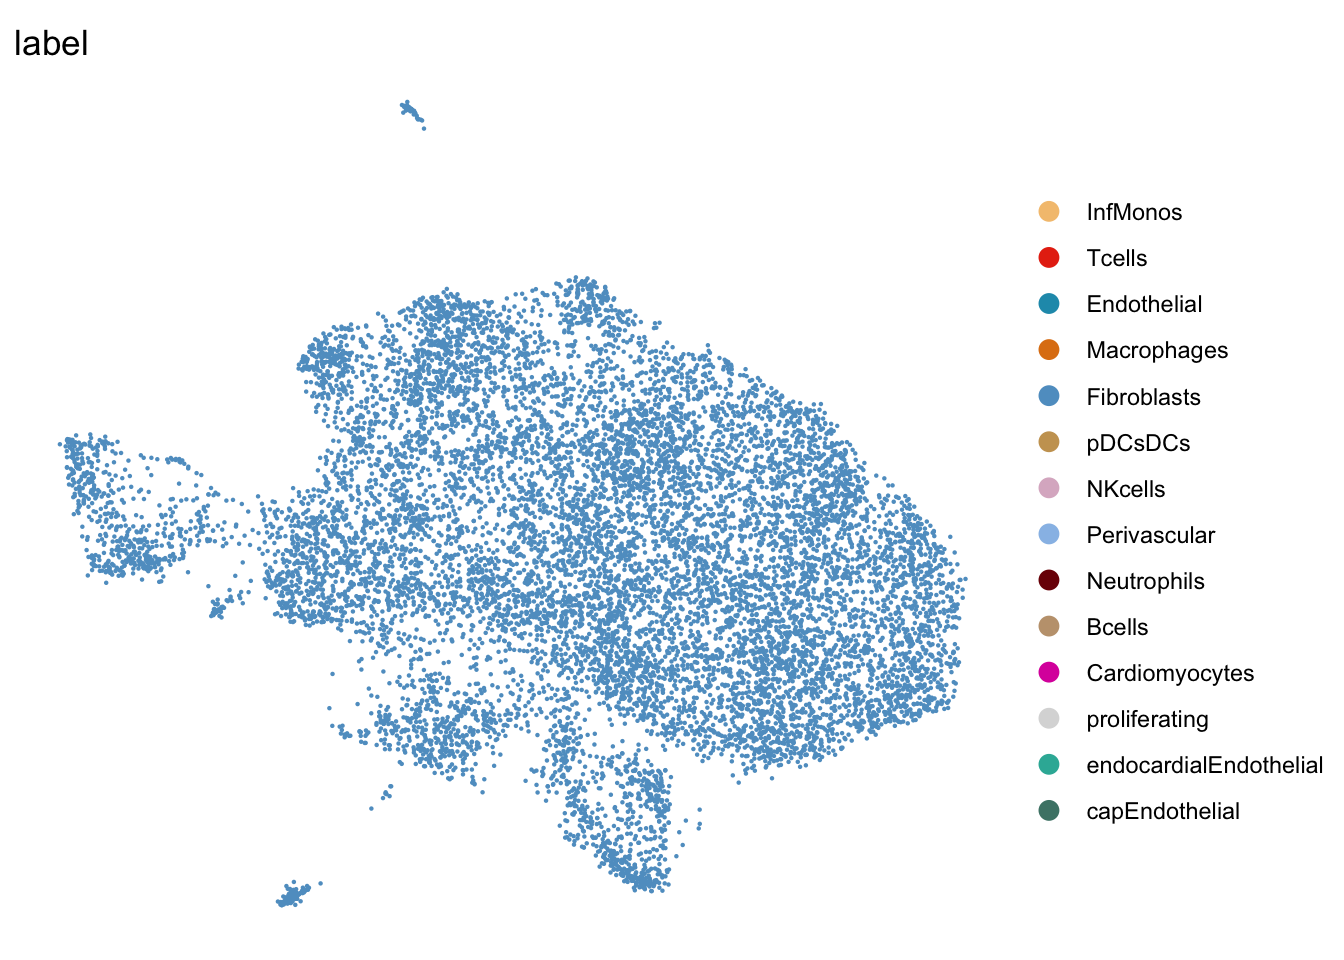 label
InfMonos
Tcells
Endothelial
Macrophages
Fibroblasts
pDCsDCs
NKcells
Perivascular
Neutrophils
Bcells
Cardiomyocytes
proliferating
endocardialEndothelial
capEndothelial